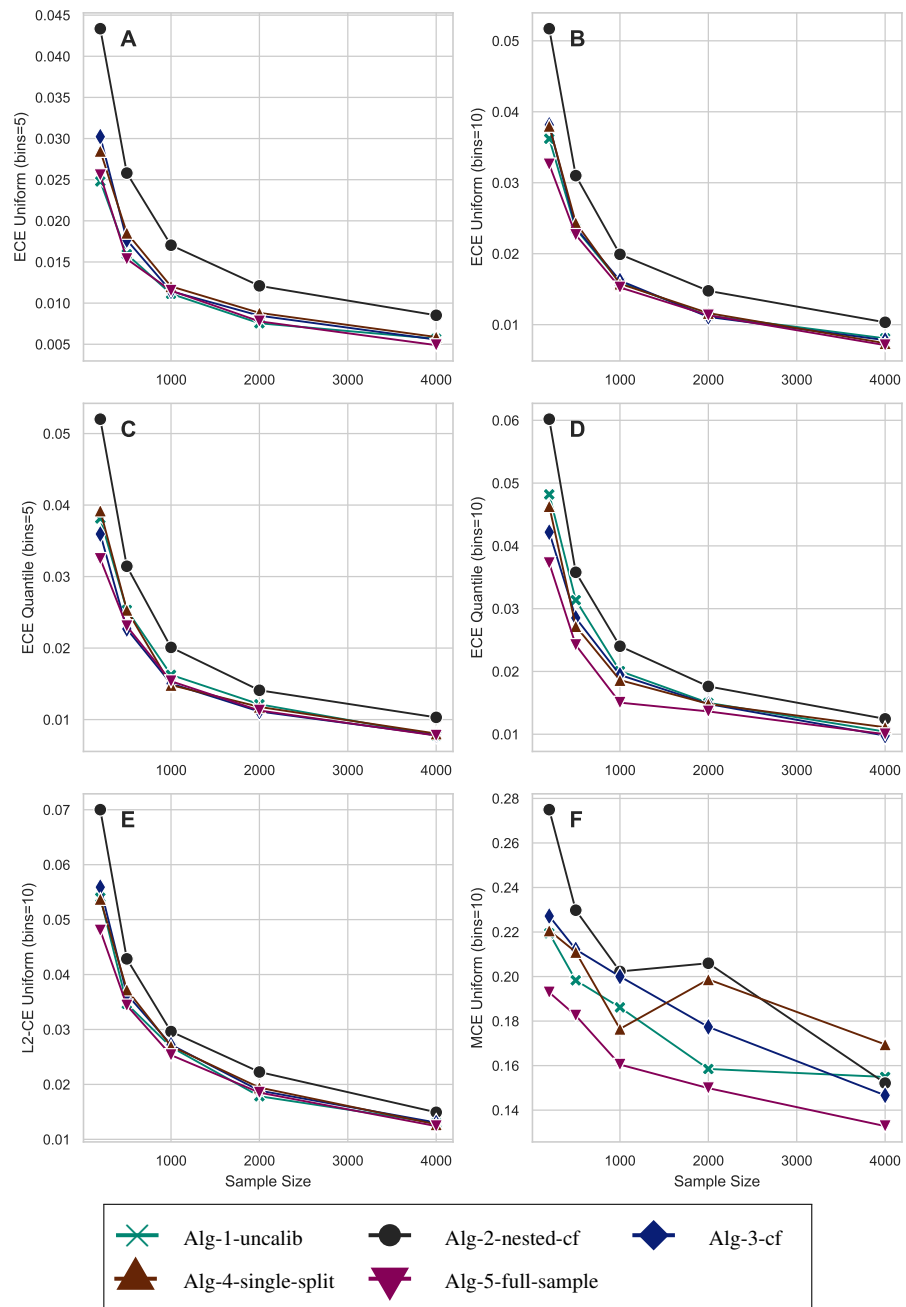 A
ECE Uniform (bins=5)
0.045
0.040
0.035
0.030
0.025
0.020
0.015
0.010
0.005
1000 2000 3000 4000
B
ECE Uniform (bins=10)
0.05
0.04
0.03
0.02
0.01
1000 2000 3000 4000
C
ECE Quantile (bins=5)
0.05
0.04
0.03
0.02
0.01
1000 2000 3000 4000
D
ECE Quantile (bins=10)
0.06
0.05
0.04
0.03
0.02
0.01
1000 2000 3000 4000
E
L2-CE Uniform (bins=10)
0.07
0.06
0.05
0.04
0.03
0.02
0.01
1000 2000 3000 4000
Sample Size
F
MCE Uniform (bins=10)
0.28
0.26
0.24
0.22
0.20
0.18
0.16
0.14
1000 2000 3000 4000
Sample Size
Alg-1-uncalib Alg-2-nested-cf Alg-3-cf
Alg-4-single-split Alg-5-full-sample